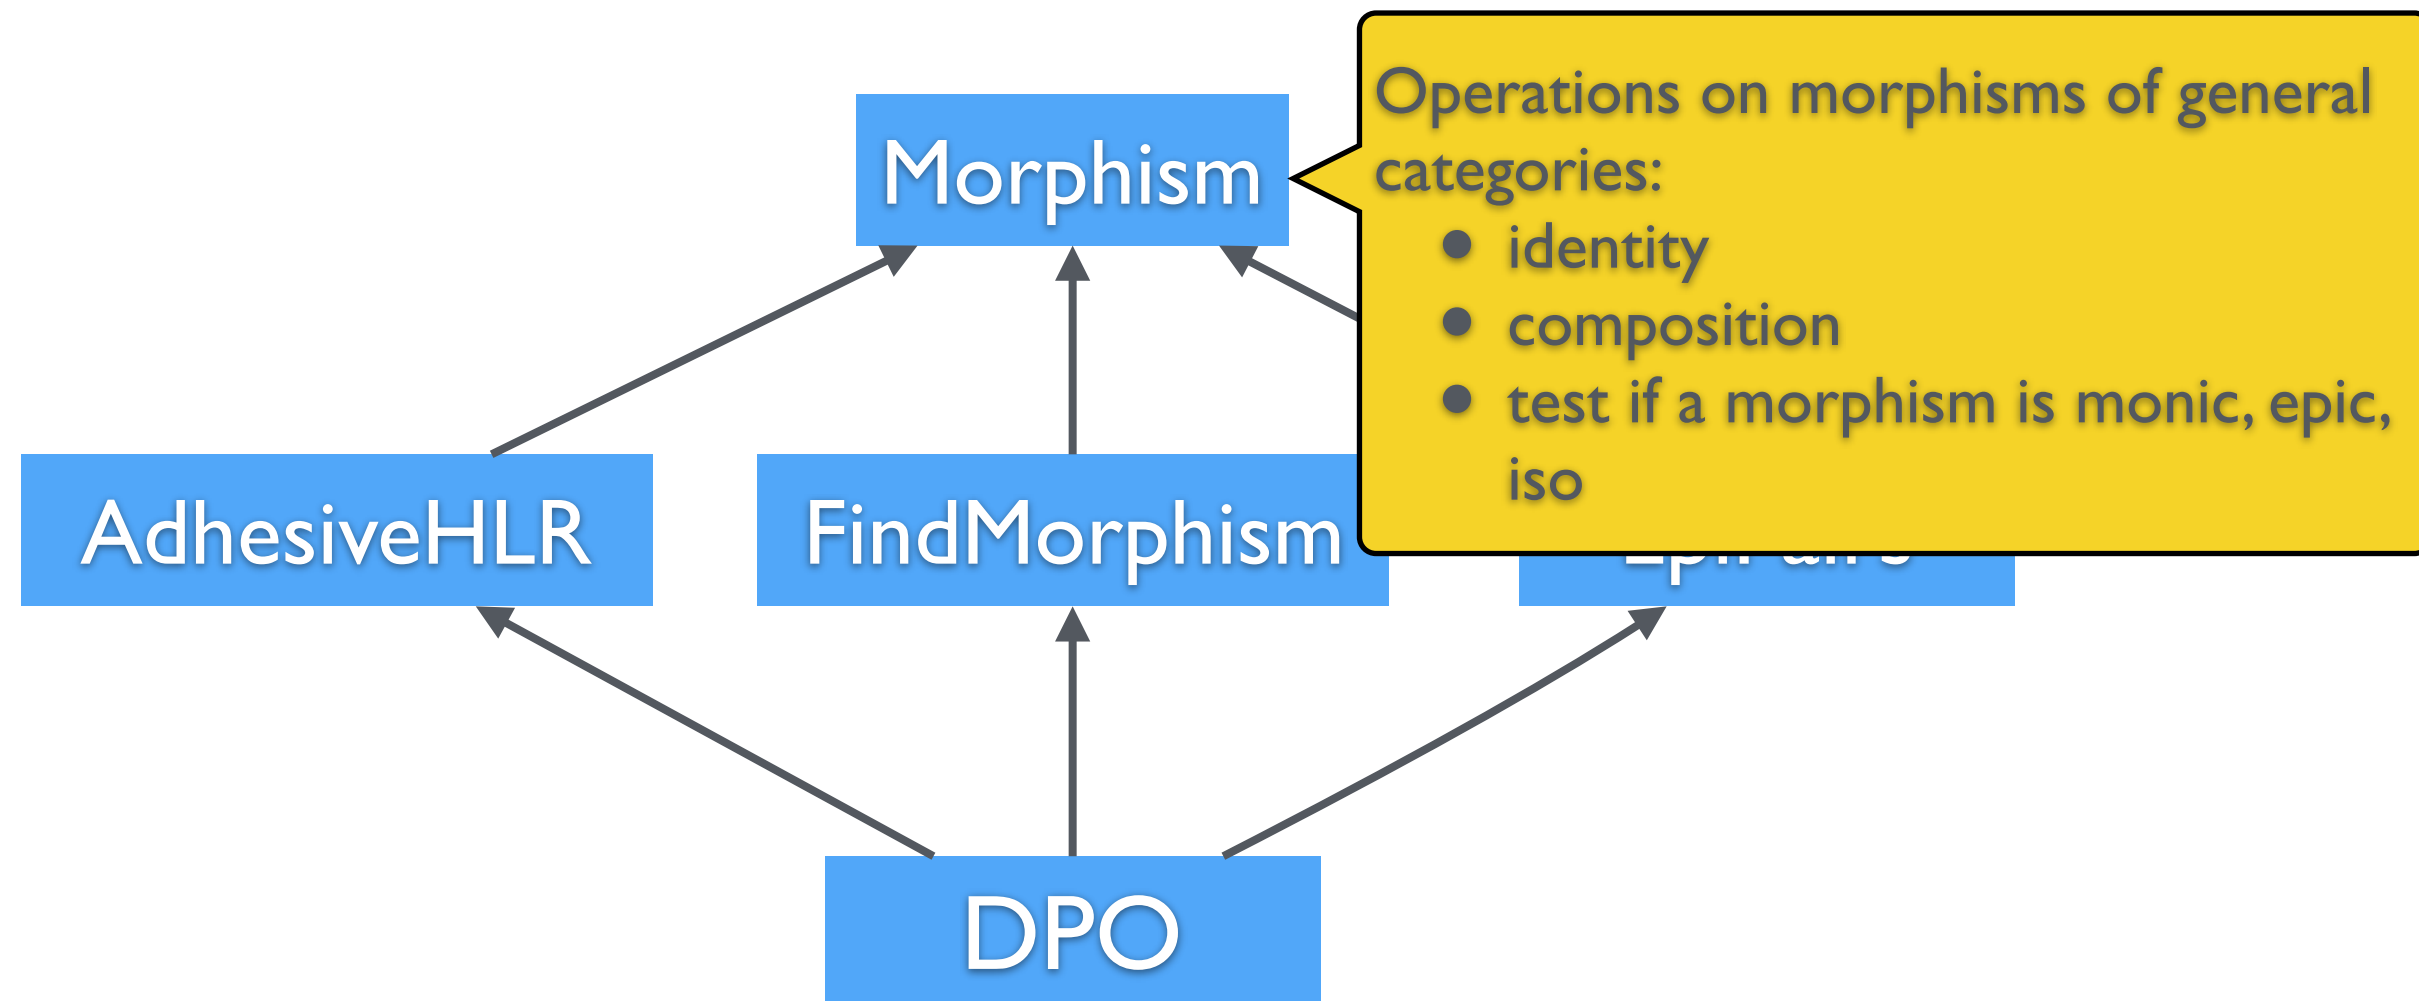 Morphism
Operations on morphisms of general
categories:
• identity
• composition
• test if a morphism is monic, epic,
iso
AdhesiveHLR
FindMorphism
DPO